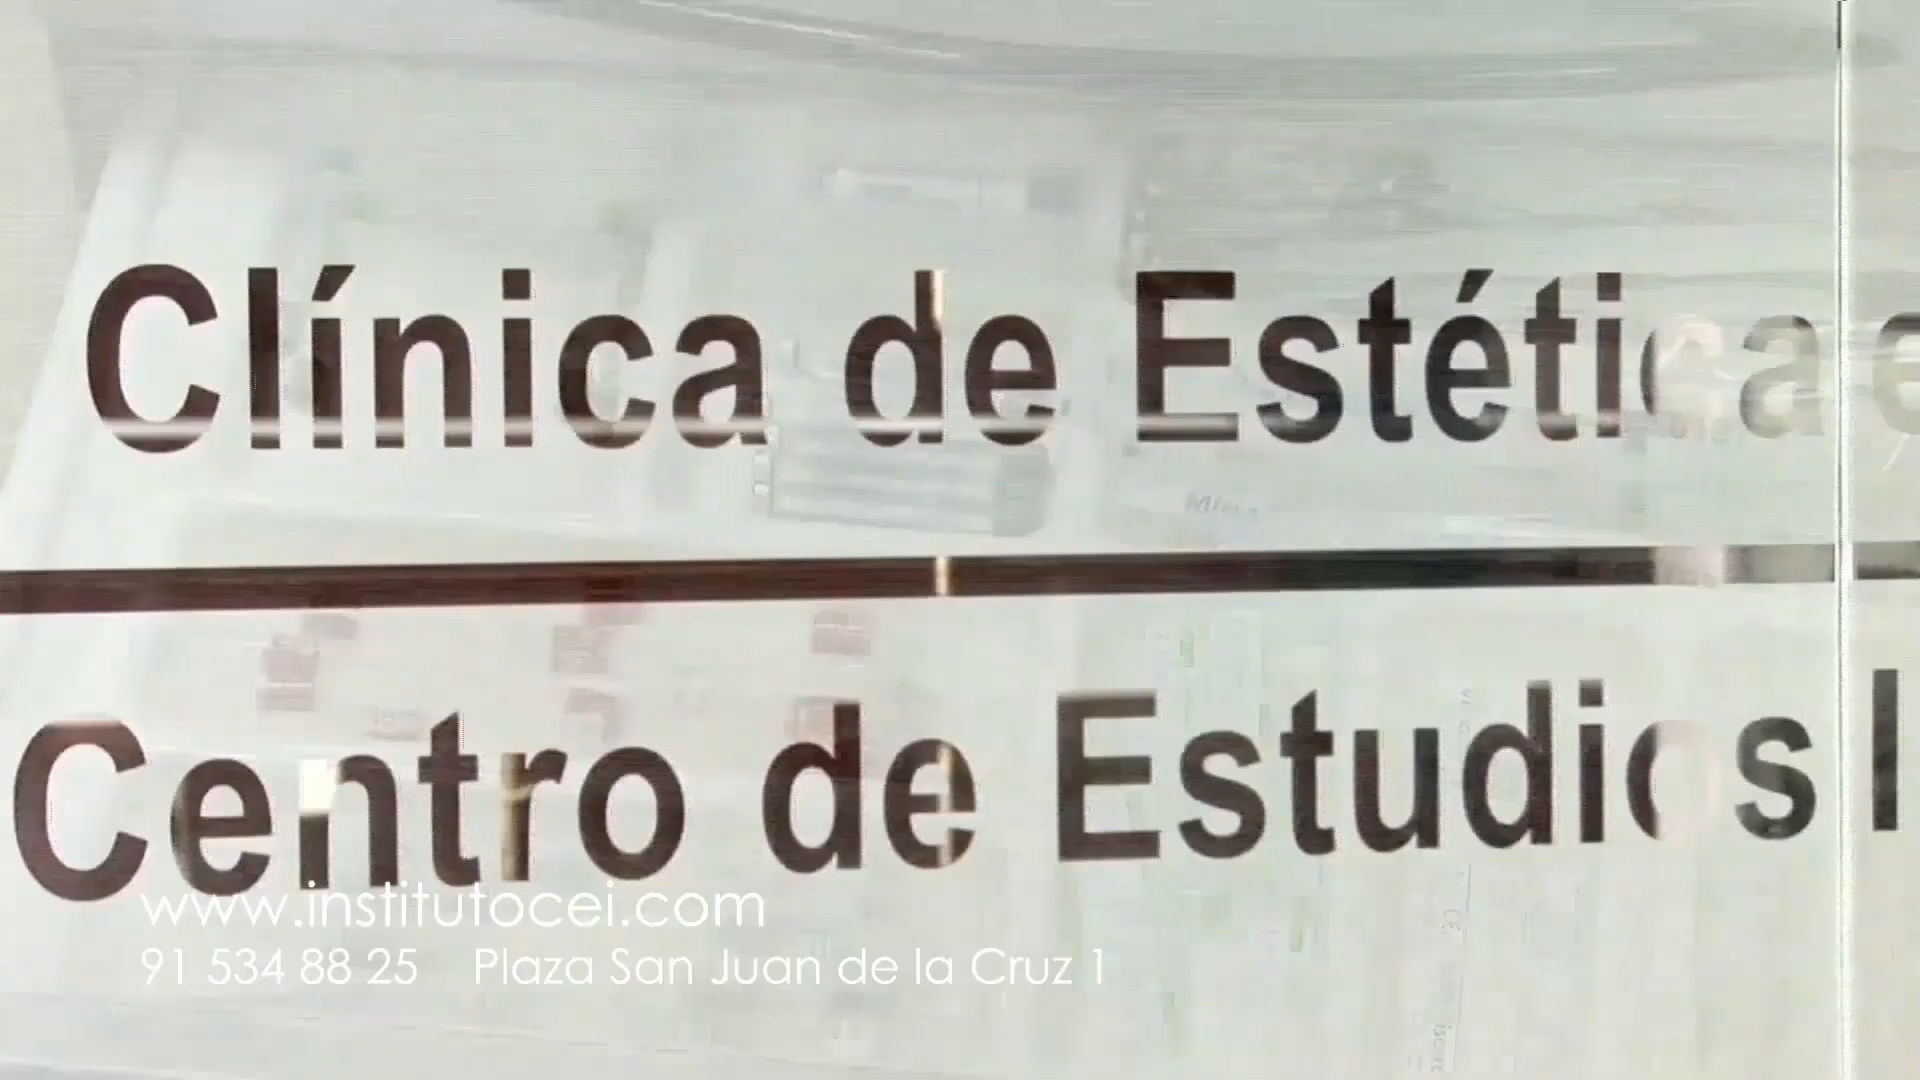 Clínica de Estética
Centro de Estudios
www.institutocei.com
91 534 88 25 Plaza San Juan de la Cruz 1